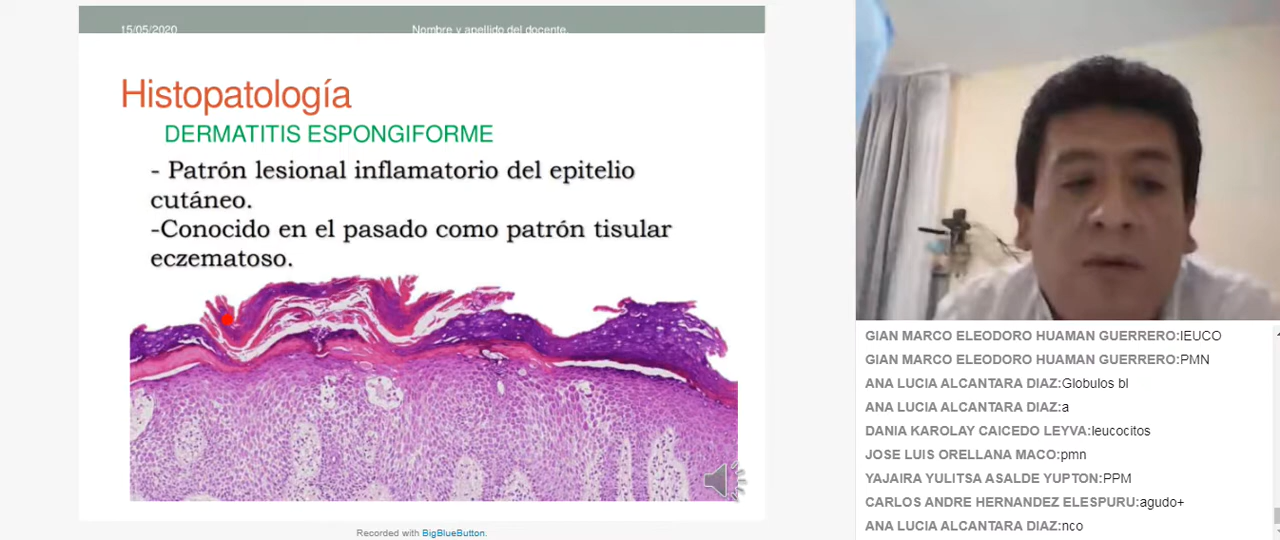 15/05/2020
Nombre y apellido del docente.
Histopatología
DERMATITIS ESPONGIFORME
- Patrón lesional inflamatorio del epitelio
cutáneo.
-Conocido en el pasado como patrón tisular
eczematoso.
Recorded with BigBlueButton.
GIAN MARCO ELEODORO HUAMAN GUERRERO:lEUCO
GIAN MARCO ELEODORO HUAMAN GUERRERO:PMN
ANA LUCIA ALCANTARA DIAZ:Globulos bl
ANA LUCIA ALCANTARA DIAZ:a
DANIA KAROLAY CAICEDO LEYVA:leucocitos
JOSE LUIS ORELLANA MACO:pmn
YAJAIRA YULITSA ASALDE YUPTON:PPM
CARLOS ANDRE HERNANDEZ ELESPURU:agudo+
ANA LUCIA ALCANTARA DIAZ:nco